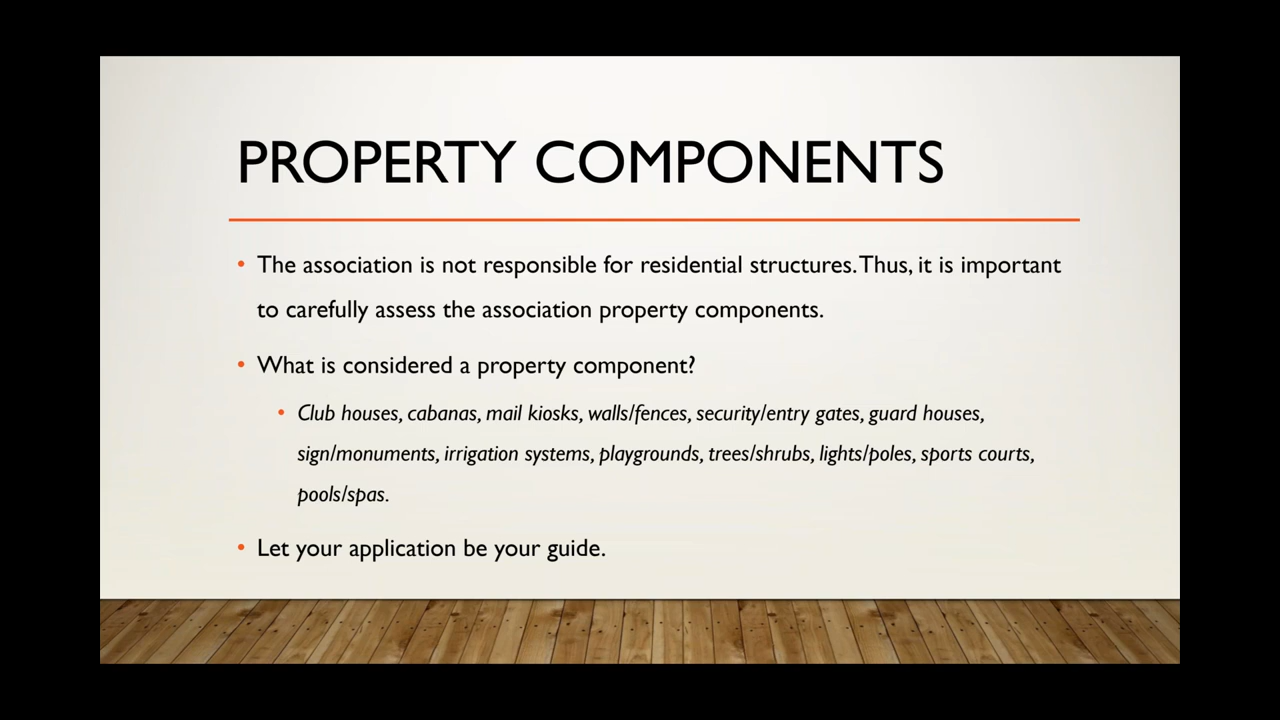 PROPERTY COMPONENTS
• The association is not responsible for residential structures. Thus, it is important
to carefully assess the association property components.
• What is considered a property component?
• Club houses, cabanas, mail kiosks, walls/fences, security/entry gates, guard houses,
sign/monuments, irrigation systems, playgrounds, trees/shrubs, lights/poles, sports courts,
pools/spas.
• Let your application be your guide.